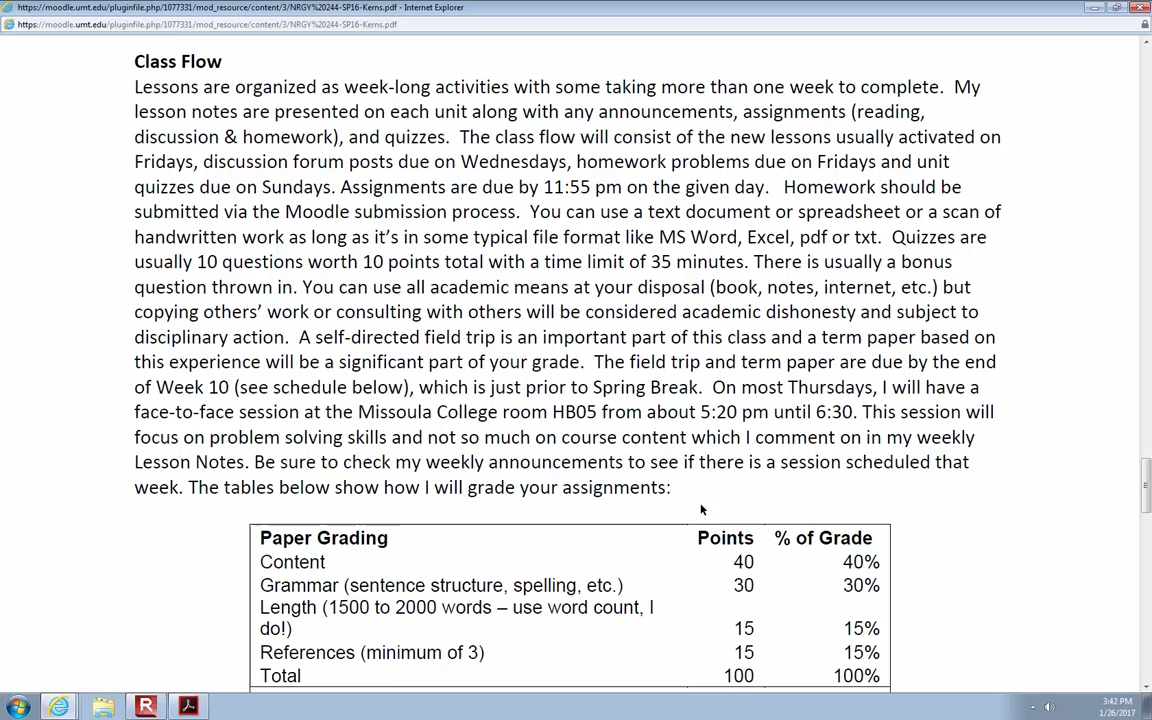 https://moodle.umt.edu/pluginfile.php/1077331/mod_resource/content/3/NRGY%20244-SP16-Kerns.pdf - Internet Explorer
https://moodle.umt.edu/pluginfile.php/1077331/mod_resource/content/3/NRGY%20244-SP16-Kerns.pdf
Class Flow
Lessons are organized as week-long activities with some taking more than one week to complete.  My
lesson notes are presented on each unit along with any announcements, assignments (reading,
discussion & homework), and quizzes.  The class flow will consist of the new lessons usually activated on
Fridays, discussion forum posts due on Wednesdays, homework problems due on Fridays and unit
quizzes due on Sundays. Assignments are due by 11:55 pm on the given day.   Homework should be
submitted via the Moodle submission process.  You can use a text document or spreadsheet or a scan of
handwritten work as long as it's in some typical file format like MS Word, Excel, pdf or txt.  Quizzes are
usually 10 questions worth 10 points total with a time limit of 35 minutes. There is usually a bonus
question thrown in. You can use all academic means at your disposal (book, notes, internet, etc.) but
copying others' work or consulting with others will be considered academic dishonesty and subject to
disciplinary action.  A self-directed field trip is an important part of this class and a term paper based on
this experience will be a significant part of your grade.  The field trip and term paper are due by the end
of Week 10 (see schedule below), which is just prior to Spring Break.  On most Thursdays, I will have a
face-to-face session at the Missoula College room HB05 from about 5:20 pm until 6:30. This session will
focus on problem solving skills and not so much on course content which I comment on in my weekly
Lesson Notes. Be sure to check my weekly announcements to see if there is a session scheduled that
week. The tables below show how I will grade your assignments:
Paper Grading Points % of Grade
Content 40 40%
Grammar (sentence structure, spelling, etc.) 30 30%
Length (1500 to 2000 words – use word count, I
do!) 15 15%
References (minimum of 3) 15 15%
Total 100 100%
3:42 PM
1/26/2017